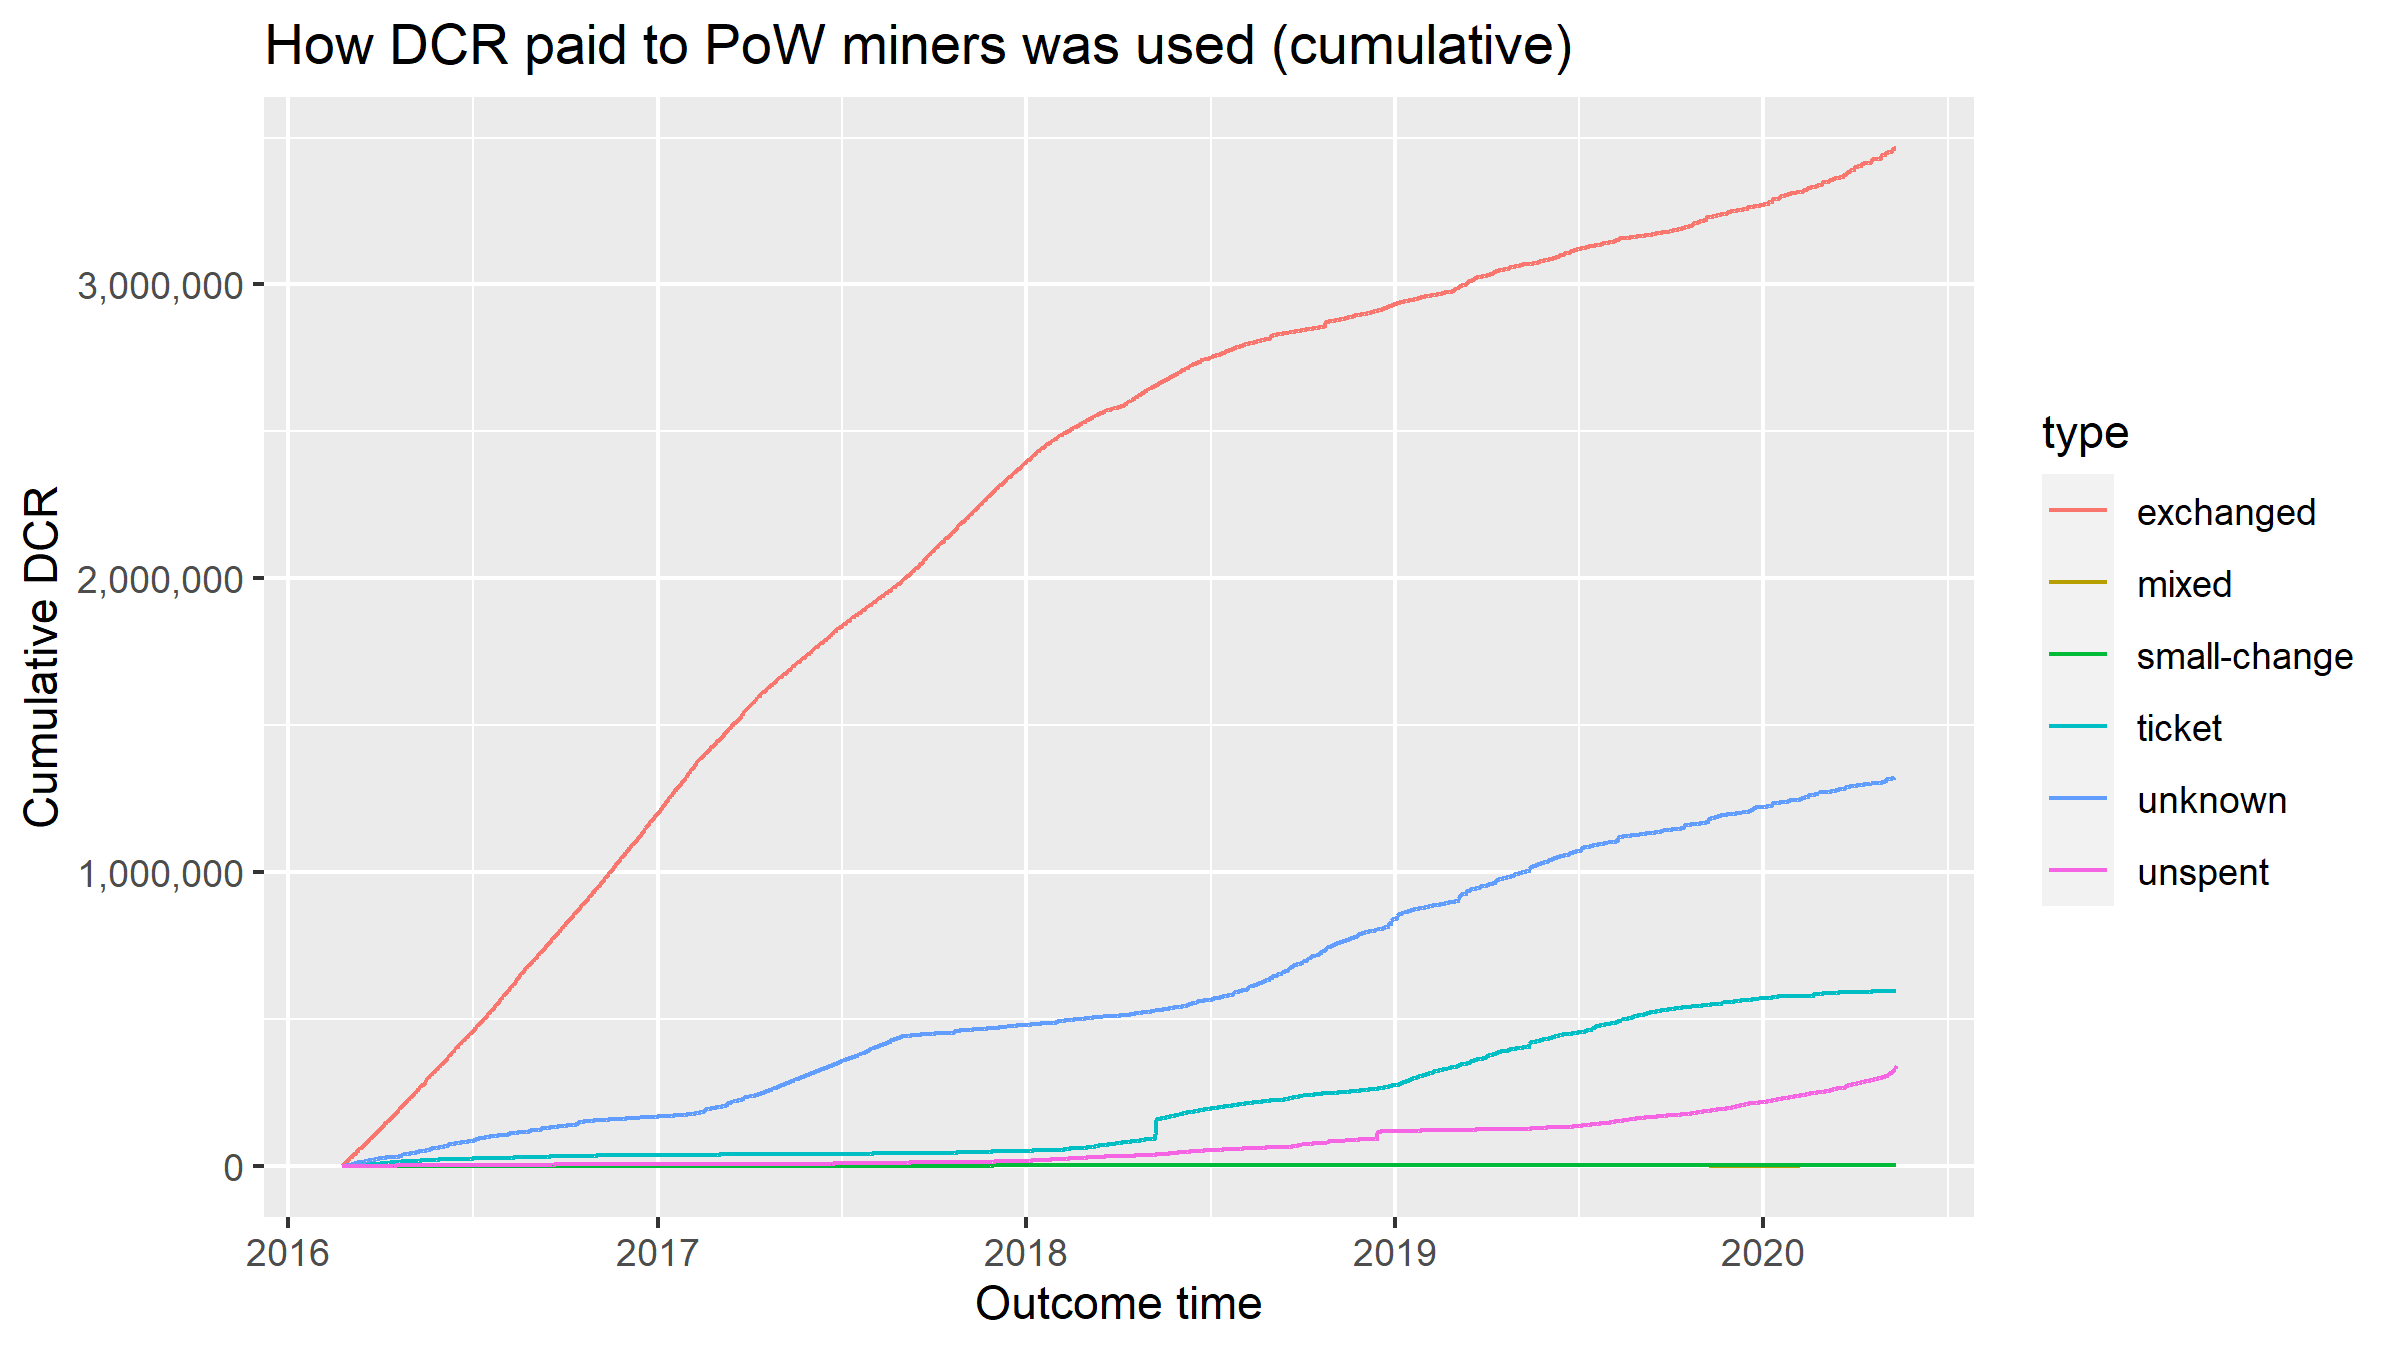 How DCR paid to PoW miners was used (cumulative)
Cumulative DCR
3,000,000
2,000,000
1,000,000
0
2016 2017 2018 2019 2020
Outcome time
type
exchanged
mixed
small-change
ticket
unknown
unspent